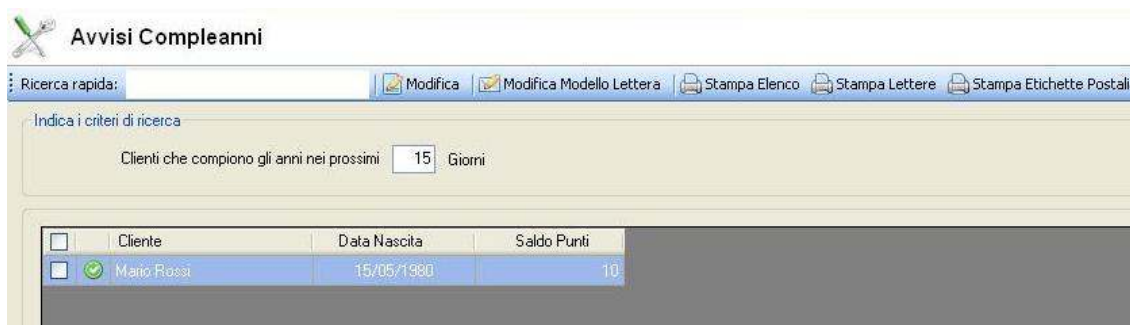 Avvisi Compleanni
Ricerca rapida: Modifica Modifica Modello Lettera Stampa Elenco Stampa Lettere Stampa Etichette Postali
Indica i criteri di ricerca
Clienti che compiono gli anni nei prossimi 15 Giorni
Cliente Data Nascita Saldo Punti
Mario Rossi 15/05/1980 10